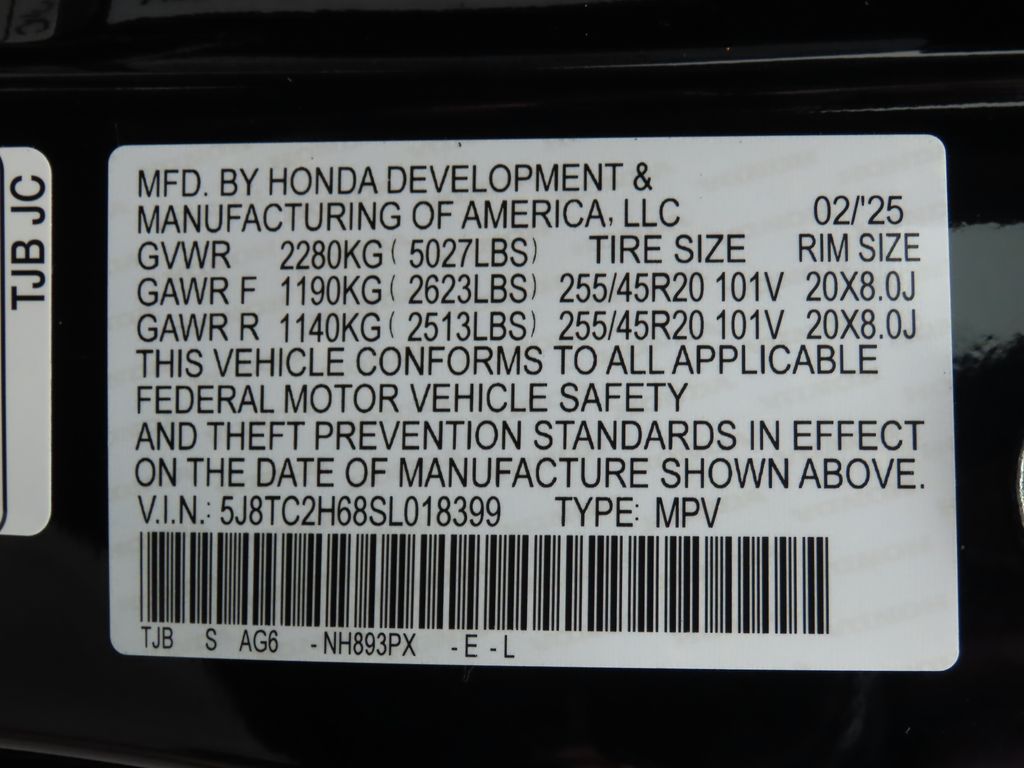 TJB JC
MFD. BY HONDA DEVELOPMENT &
MANUFACTURING OF AMERICA, LLC 02/'25
GVWR 2280KG ( 5027LBS) TIRE SIZE RIM SIZE
GAWR F 1190KG ( 2623LBS) 255/45R20 101V 20X8.0J
GAWR R 1140KG ( 2513LBS) 255/45R20 101V 20X8.0J
THIS VEHICLE CONFORMS TO ALL APPLICABLE
FEDERAL MOTOR VEHICLE SAFETY
AND THEFT PREVENTION STANDARDS IN EFFECT
ON THE DATE OF MANUFACTURE SHOWN ABOVE.
V.I.N.: 5J8TC2H68SL018399 TYPE: MPV
TJB S AG6 -NH893PX -E -L